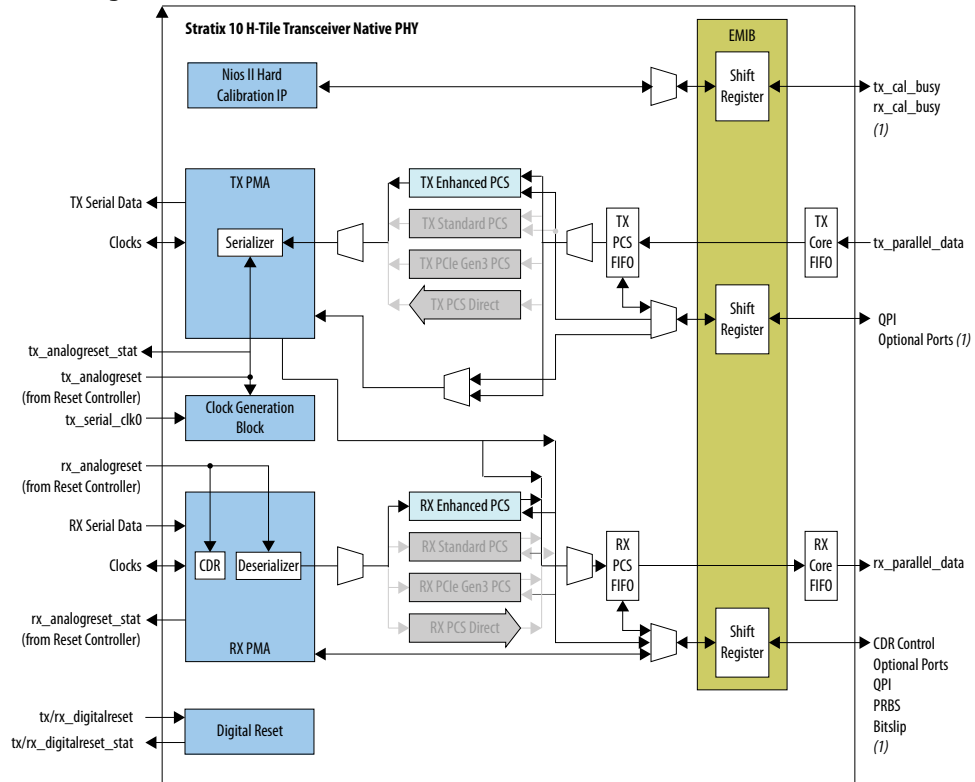 Stratix 10 H-Tile Transceiver Native PHY
EMIB
Nios II Hard
Calibration IP
Shift
Register
tx_cal_busy
rx_cal_busy
(1)
TX PMA
TX Serial Data
Clocks
Serializer
TX Enhanced PCS
TX Standard PCS
TX PCIe Gen3 PCS
TX PCS Direct
TX
PCS
FIFO
TX
Core
FIFO
tx_parallel_data
Shift
Register
QPI
Optional Ports (1)
tx_analogreset_stat
tx_analogreset
(from Reset Controller)
tx_serial_clk0
Clock Generation
Block
rx_analogreset
(from Reset Controller)
RX Serial Data
Clocks
CDR
Deserializer
rx_analogreset_stat
(from Reset Controller)
RX PMA
RX Enhanced PCS
RX Standard PCS
RX PCIe Gen3 PCS
RX PCS Direct
RX
PCS
FIFO
RX
Core
FIFO
rx_parallel_data
Shift
Register
CDR Control
Optional Ports
QPI
PRBS
Bitslip
(1)
tx/rx_digitalreset
tx/rx_digitalreset_stat
Digital Reset